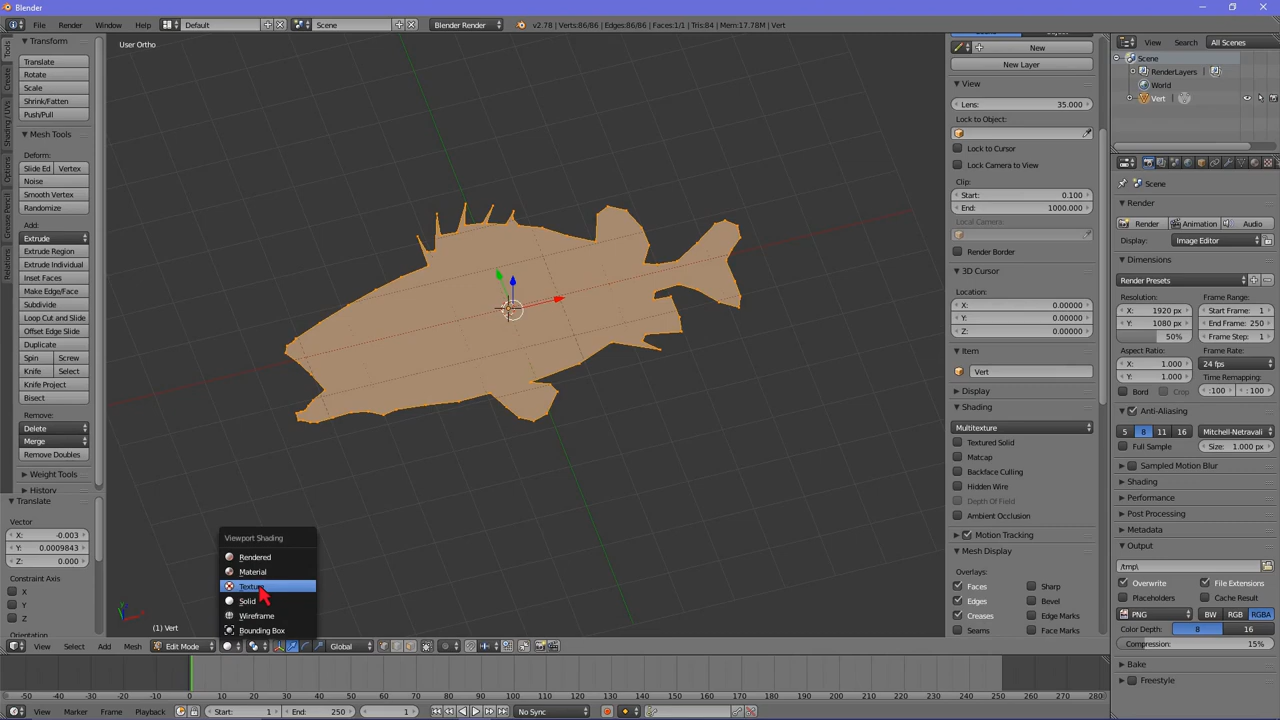 Blender
File Render Window Help Default Scene Blender Render v2.78 | Verts:86/86 | Edges:86/86 | Faces:1/1 | Tris:84 | Mem:17.78M | Vert
Tools
Create
Shading / UVs
Options
Grease Pencil
Relations
Transform
Translate
Rotate
Scale
Shrink/Fatten
Push/Pull
Mesh Tools
Deform:
Slide Ed Vertex
Noise
Smooth Vertex
Randomize
Add:
Extrude
Extrude Region
Extrude Individual
Inset Faces
Make Edge/Face
Subdivide
Loop Cut and Slide
Offset Edge Slide
Duplicate
Spin Screw
Knife Select
Knife Project
Bisect
Remove:
Delete
Merge
Remove Doubles
Weight Tools
History
Translate
Vector
X: -0.003
Y: 0.0009843
Z: 0.000
Constraint Axis
X
Y
Z
Orientation
User Ortho
(1) Vert
Viewport Shading
Rendered
Material
Texture
Solid
Wireframe
Bounding Box
View Select Add Mesh Edit Mode Global
New
New Layer
View
Lens: 35.000
Lock to Object:
Lock to Cursor
Lock Camera to View
Clip:
Start: 0.100
End: 1000.000
Local Camera:
Render Border
3D Cursor
Location:
X: 0.00000
Y: 0.00000
Z: 0.00000
Item
Vert
Display
Shading
Multitexture
Textured Solid
Matcap
Backface Culling
Hidden Wire
Depth Of Field
Ambient Occlusion
Motion Tracking
Mesh Display
Overlays:
Faces Sharp
Edges Bevel
Creases Edge Marks
Seams Face Marks
View Search All Scenes
Scene
RenderLayers
World
Vert
Scene
Render
Render Animation Audio
Display: Image Editor
Dimensions
Render Presets
Resolution: Frame Range:
X: 1920 px Start Frame: 1
Y: 1080 px End Frame: 250
50% Frame Step: 1
Aspect Ratio: Frame Rate:
X: 1.000 24 fps
Y: 1.000 Time Remapping:
Bord Crop :100 : 100
Anti-Aliasing
5 8 11 16 Mitchell-Netravali
Full Sample Size: 1.000 px
Sampled Motion Blur
Shading
Performance
Post Processing
Metadata
Output
/tmp\
Overwrite File Extensions
Placeholders Cache Result
PNG BW RGB RGBA
Color Depth: 8 16
Compression: 15%
Bake
Freestyle
-50 -40 -30 -20 -10 0 10 20 30 40 50 60 70 80 90 100 110 120 130 140 150 160 170 180 190 200 210 220 230 240 250 260 270 280
View Marker Frame Playback Start: 1 End: 250 1 No Sync